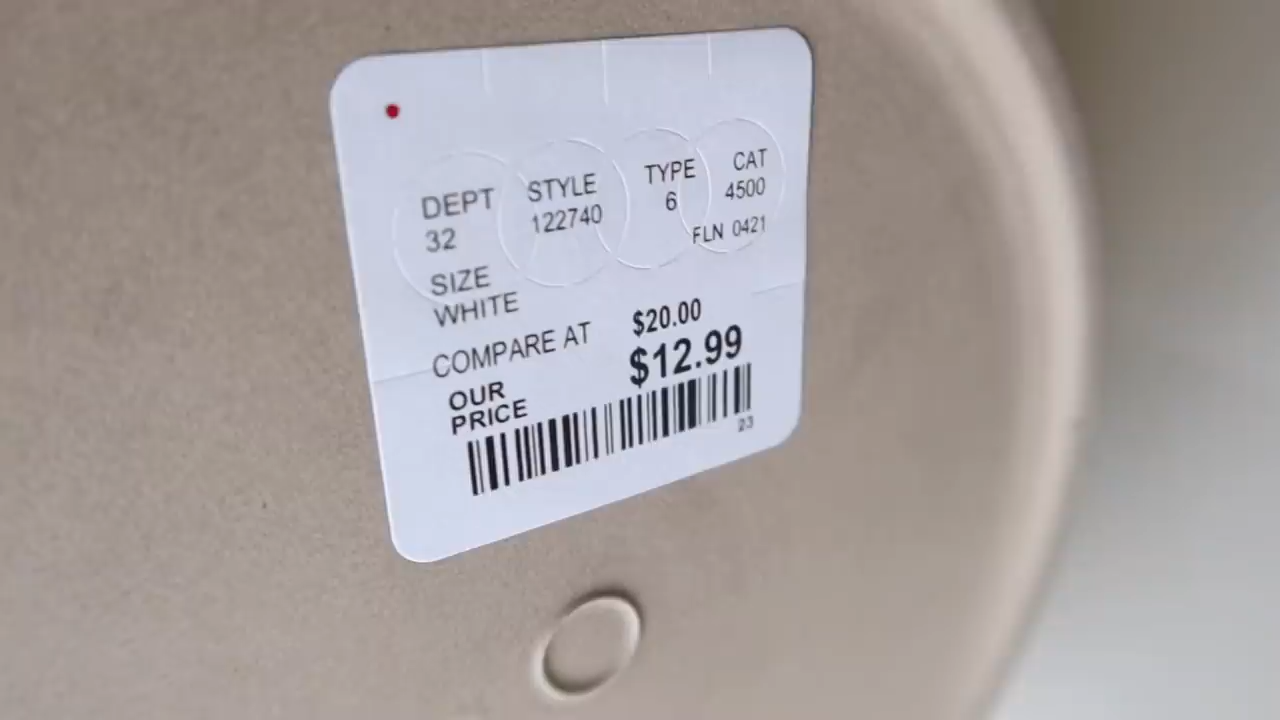 DEPT STYLE TYPE CAT
32 122740 6 4500
FLN 0421
SIZE
WHITE
COMPARE AT $20.00
OUR PRICE $12.99
23